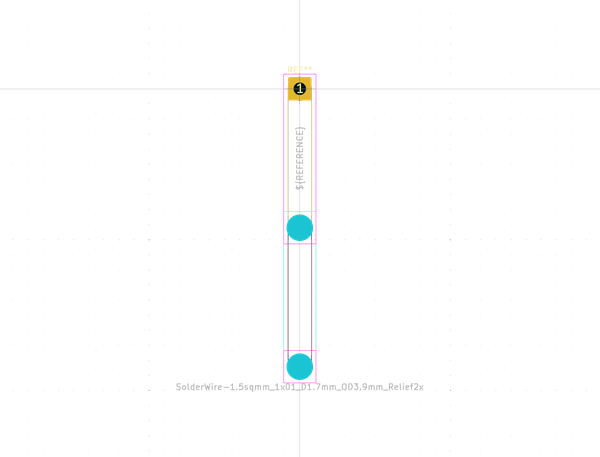 REF**
1
${REFERENCE}
SolderWire-1.5sqmm_1x01_D1.7mm_OD3.9mm_Relief2x